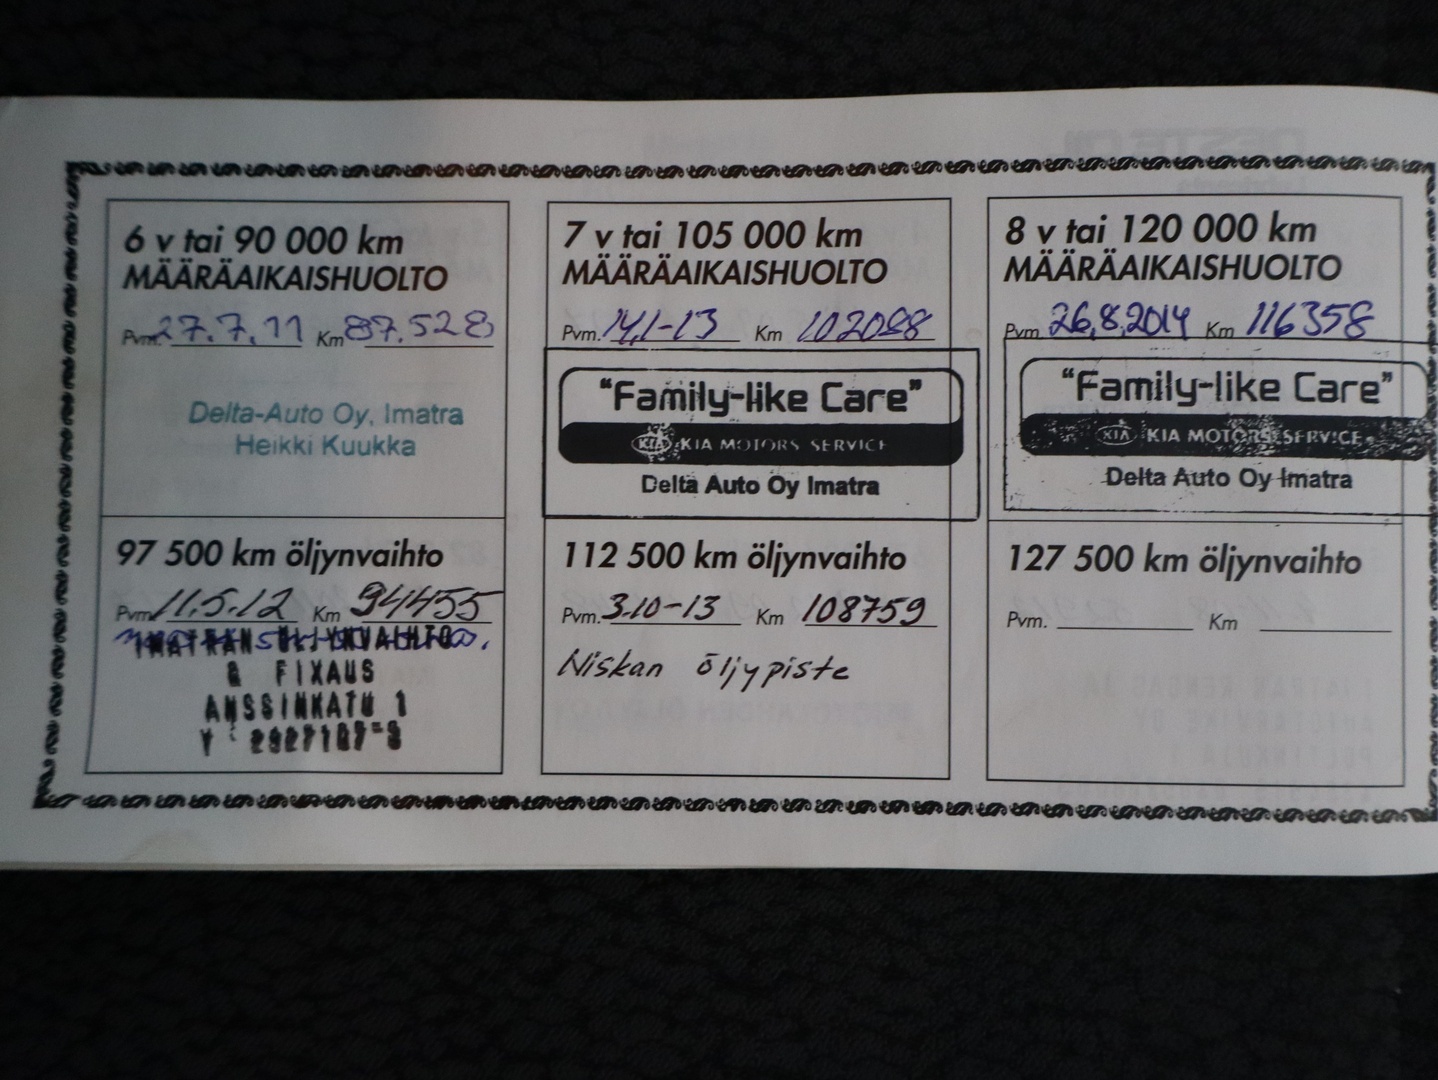 6 v tai 90 000 km
MÄÄRÄAIKAISHUOLTO
Pvm. 27.7.11 Km 87.528
Delta-Auto Oy, Imatra
Heikki Kuukka
97 500 km öljynvaihto
Pvm. 11.5.12 Km 94455
IMATRAN ÖLJYNVAIHTO
& FIXAUS
ANSSINKATU 1
7 v tai 105 000 km
MÄÄRÄAIKAISHUOLTO
Pvm. 14.1-13 Km 102088
“Family-like Care”
KIA KIA MOTORS SERVICE
Delta Auto Oy Imatra
112 500 km öljynvaihto
Pvm. 3.10-13 Km 108759
Niskan öljypiste
8 v tai 120 000 km
MÄÄRÄAIKAISHUOLTO
Pvm 26.8.2014 Km 116358
“Family-like Care”
KIA KIA MOTORS SERVICE
Delta Auto Oy Imatra
127 500 km öljynvaihto
Pvm. Km